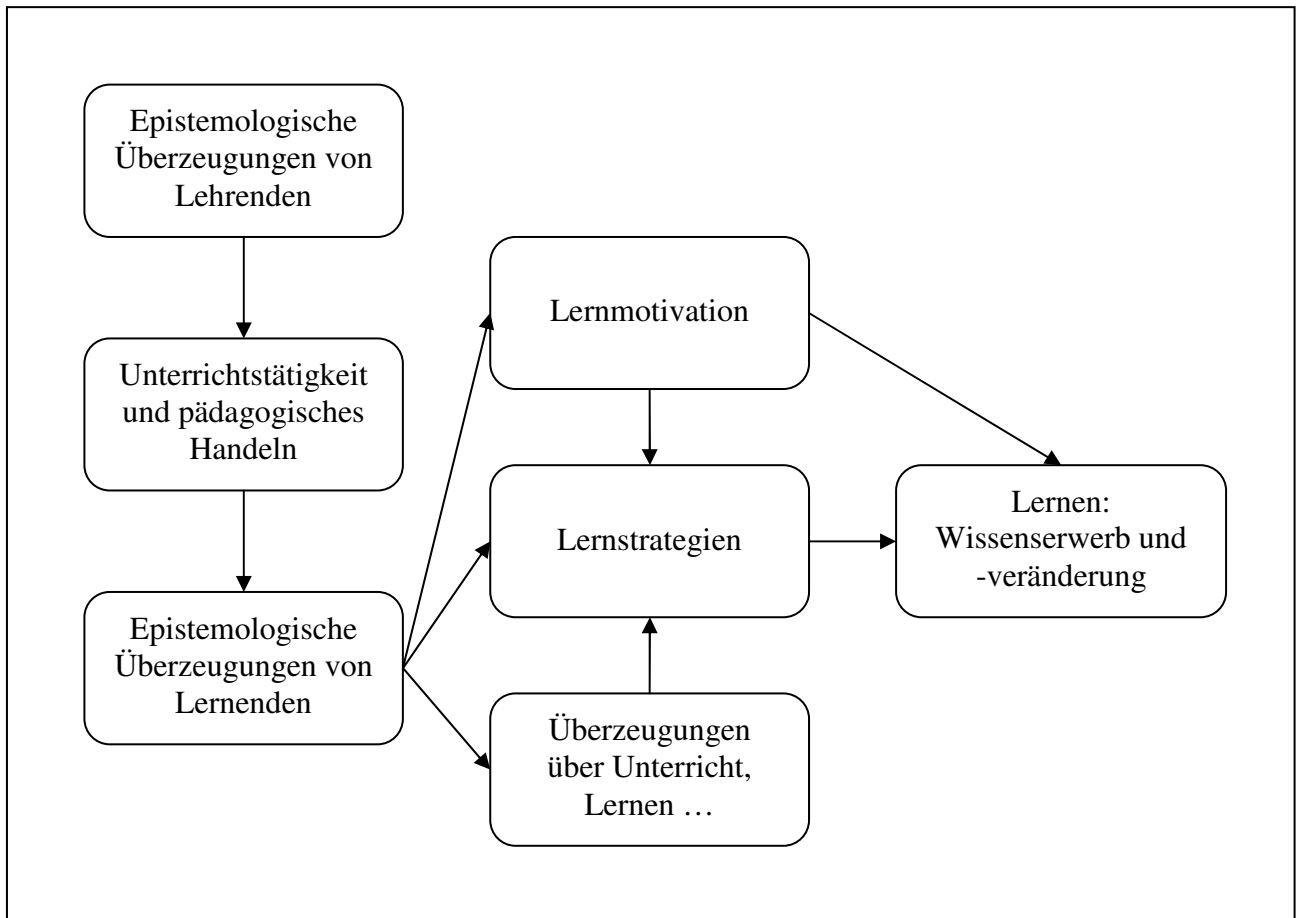 Epistemologische
Überzeugungen von
Lehrenden
Unterrichtstätigkeit
und pädagogisches
Handeln
Epistemologische
Überzeugungen von
Lernenden
Lernmotivation
Lernstrategien
Überzeugungen
über Unterricht,
Lernen …
Lernen:
Wissenserwerb und
-veränderung